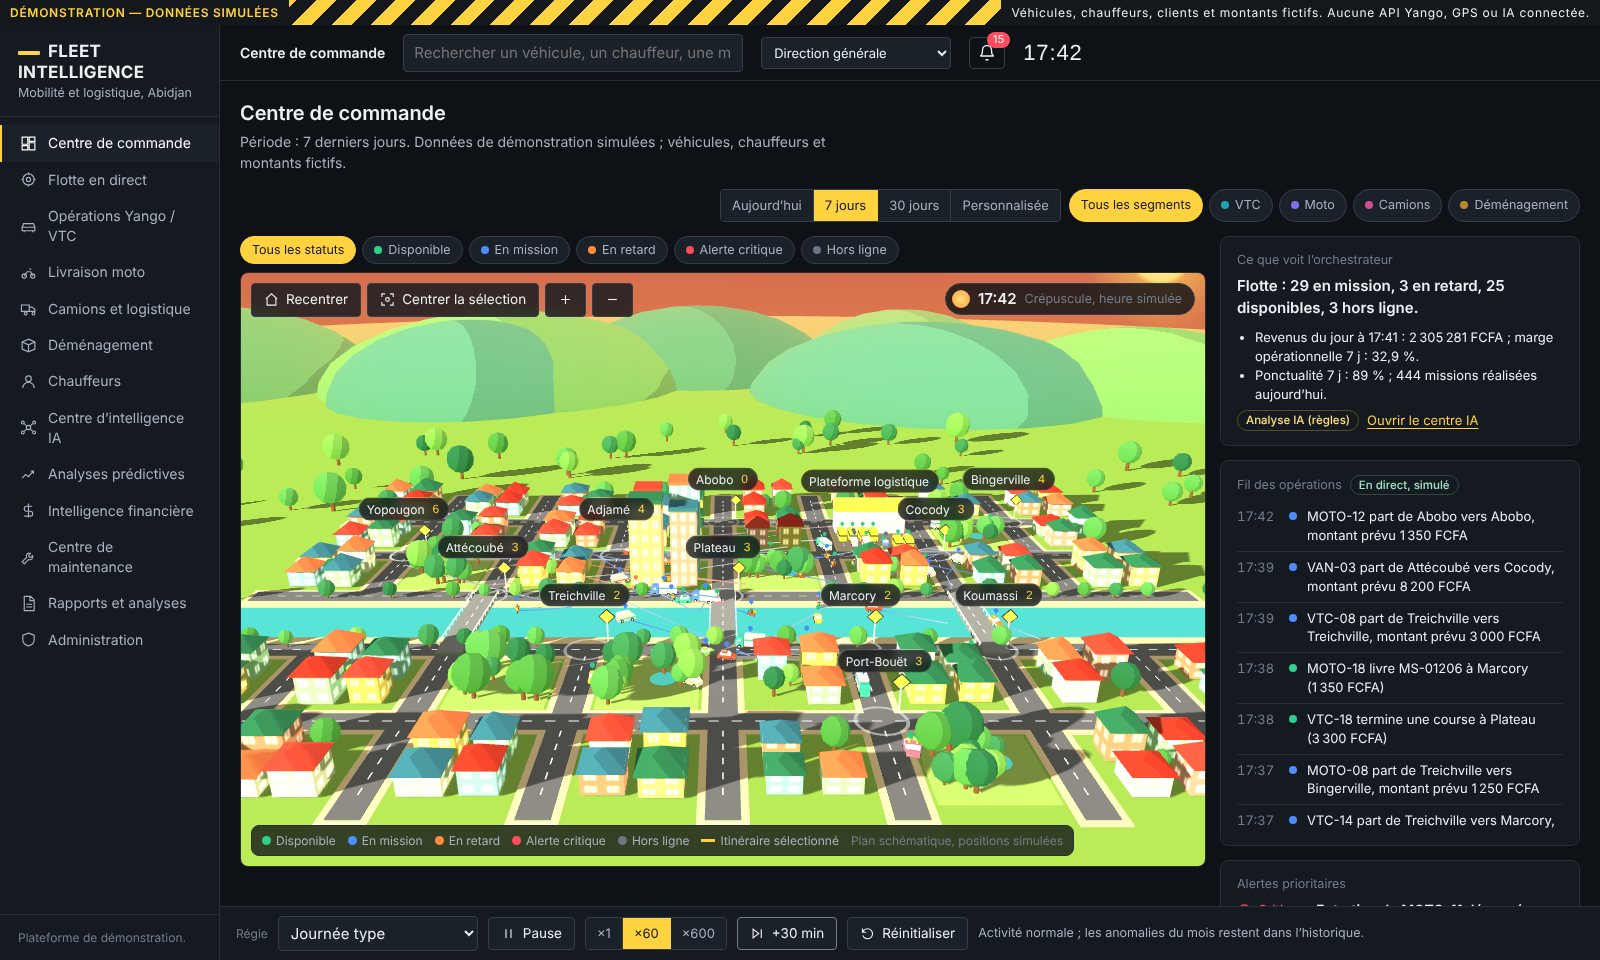 DÉMONSTRATION — DONNÉES SIMULÉES
Véhicules, chauffeurs, clients et montants fictifs. Aucune API Yango, GPS ou IA connectée.
FLEET
INTELLIGENCE
Mobilité et logistique, Abidjan
Centre de commande
Flotte en direct
Opérations Yango /
VTC
Livraison moto
Camions et logistique
Déménagement
Chauffeurs
Centre d’intelligence
IA
Analyses prédictives
Intelligence financière
Centre de
maintenance
Rapports et analyses
Administration
Plateforme de démonstration.
Centre de commande
Rechercher un véhicule, un chauffeur, une m
Direction générale
15
17:42
Centre de commande
Période : 7 derniers jours. Données de démonstration simulées ; véhicules, chauffeurs et
montants fictifs.
Aujourd’hui
7 jours
30 jours
Personnalisée
Tous les segments
VTC
Moto
Camions
Déménagement
Tous les statuts
Disponible
En mission
En retard
Alerte critique
Hors ligne
Recentrer
Centrer la sélection
+
−
17:42 Crépuscule, heure simulée
Abobo 0
Plateforme logistique
Bingerville 4
Yopougon 6
Adjamé 4
Cocody 3
Attécoubé 3
Plateau 3
Treichville 2
Marcory 2
Koumassi 2
Port-Bouët 3
Disponible
En mission
En retard
Alerte critique
Hors ligne
Itinéraire sélectionné
Plan schématique, positions simulées
Ce que voit l’orchestrateur
Flotte : 29 en mission, 3 en retard, 25
disponibles, 3 hors ligne.
• Revenus du jour à 17:41 : 2 305 281 FCFA ; marge
opérationnelle 7 j : 32,9 %.
• Ponctualité 7 j : 89 % ; 444 missions réalisées
aujourd’hui.
Analyse IA (règles)
Ouvrir le centre IA
Fil des opérations
En direct, simulé
17:42 MOTO-12 part de Abobo vers Abobo,
montant prévu 1 350 FCFA
17:39 VAN-03 part de Attécoubé vers Cocody,
montant prévu 8 200 FCFA
17:39 VTC-08 part de Treichville vers
Treichville, montant prévu 3 000 FCFA
17:38 MOTO-18 livre MS-01206 à Marcory
(1 350 FCFA)
17:38 VTC-18 termine une course à Plateau
(3 300 FCFA)
17:37 MOTO-08 part de Treichville vers
Bingerville, montant prévu 1 250 FCFA
17:37 VTC-14 part de Treichville vers Marcory,
Alertes prioritaires
Régie
Journée type
Pause
×1
×60
×600
+30 min
Réinitialiser
Activité normale ; les anomalies du mois restent dans l’historique.